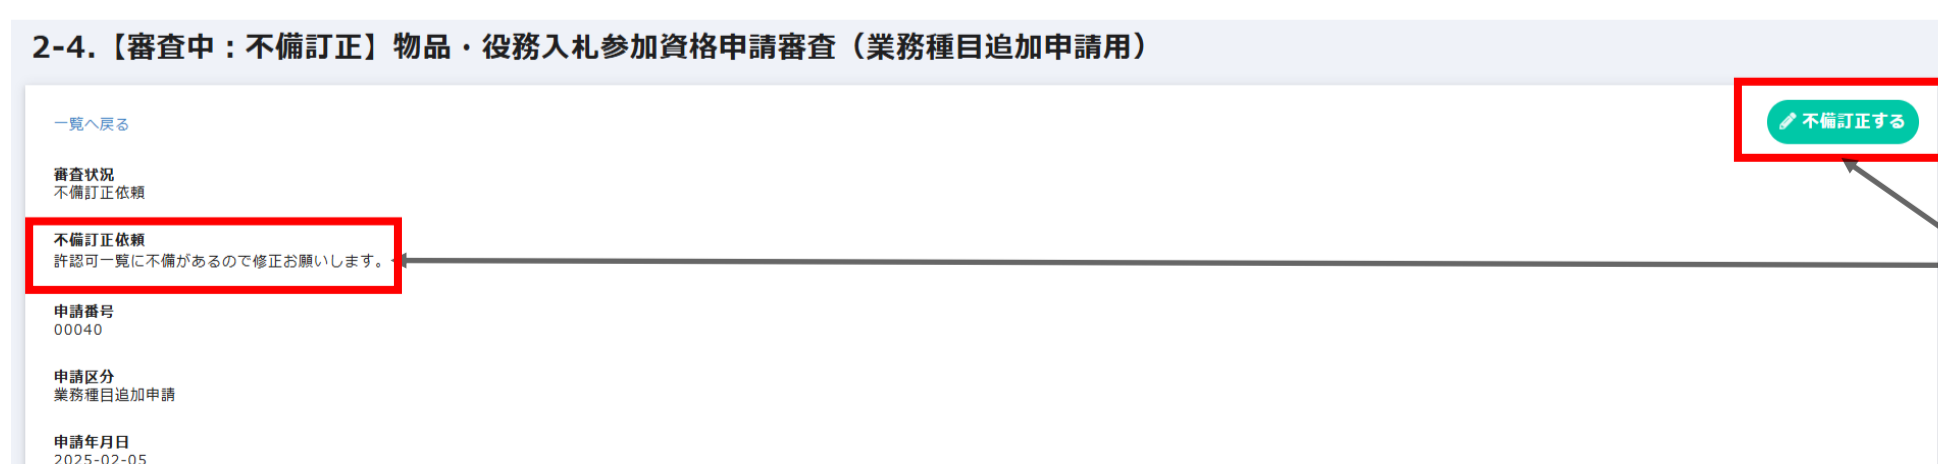 2-4.【審査中：不備訂正】物品・役務入札参加資格申請審査（業務種目追加申請用）
一覧へ戻る
不備訂正する
審査状況
不備訂正依頼
不備訂正依頼
許認可一覧に不備があるので修正お願いします。
申請番号
00040
申請区分
業務種目追加申請
申請年月日
2025-02-05